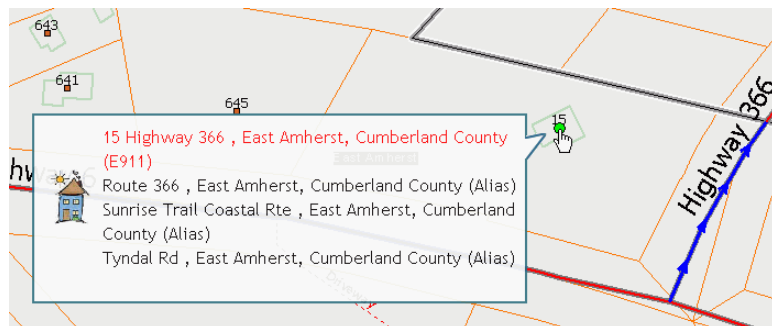 643
641
645
15
15 Highway 366 , East Amherst, Cumberland County
(E911)
East Amherst
Route 366 , East Amherst, Cumberland County (Alias)
Sunrise Trail Coastal Rte , East Amherst, Cumberland
County (Alias)
Tyndal Rd , East Amherst, Cumberland County (Alias)
Highway 366
Driveway